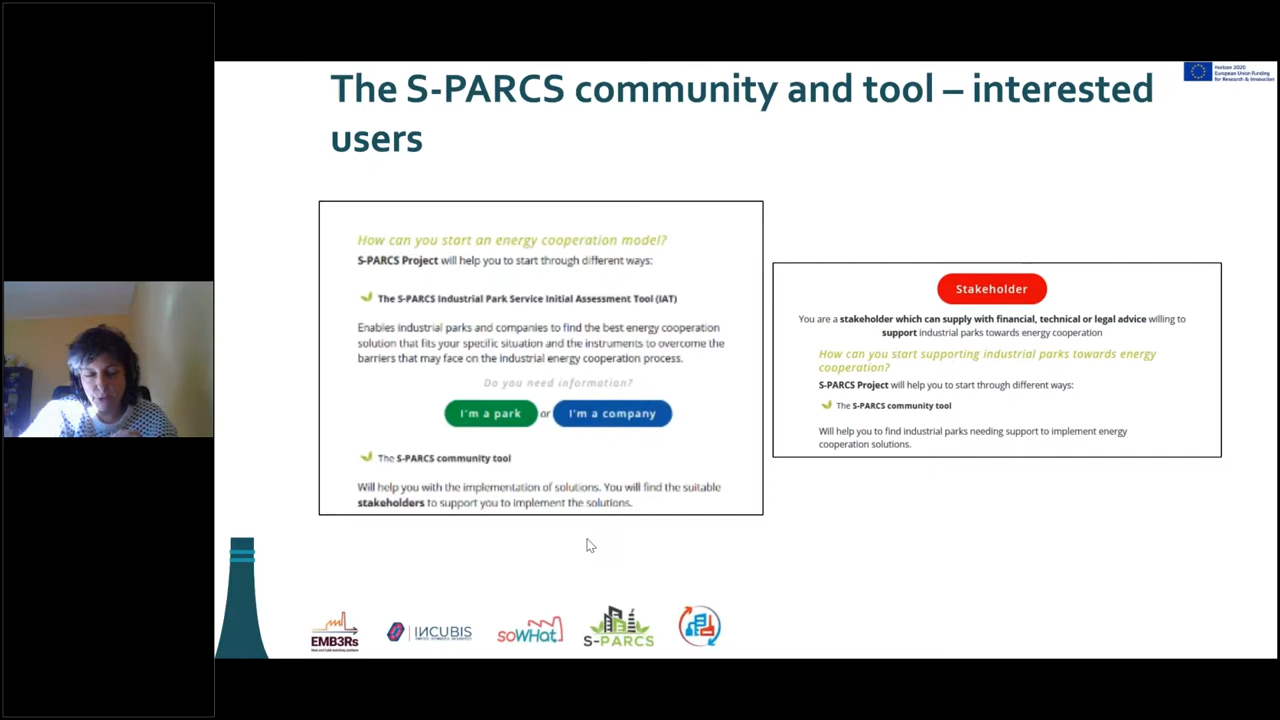 The S-PARCS community and tool – interested
users
Horizon 2020
European Union Funding
for Research & Innovation
How can you start an energy cooperation model?
S-PARCS Project will help you to start through different ways:
The S-PARCS Industrial Park Service Initial Assessment Tool (IAT)
Enables industrial parks and companies to find the best energy cooperation
solution that fits your specific situation and the instruments to overcome the
barriers that may face on the industrial energy cooperation process.
Do you need information?
I'm a park or I'm a company
The S-PARCS community tool
Will help you with the implementation of solutions. You will find the suitable
stakeholders to support you to implement the solutions.
Stakeholder
You are a stakeholder which can supply with financial, technical or legal advice willing to
support industrial parks towards energy cooperation
How can you start supporting industrial parks towards energy
cooperation?
S-PARCS Project will help you to start through different ways:
The S-PARCS community tool
Will help you to find industrial parks needing support to implement energy
cooperation solutions.
EMB3Rs
INCUBIS
soWHat
S-PARCS